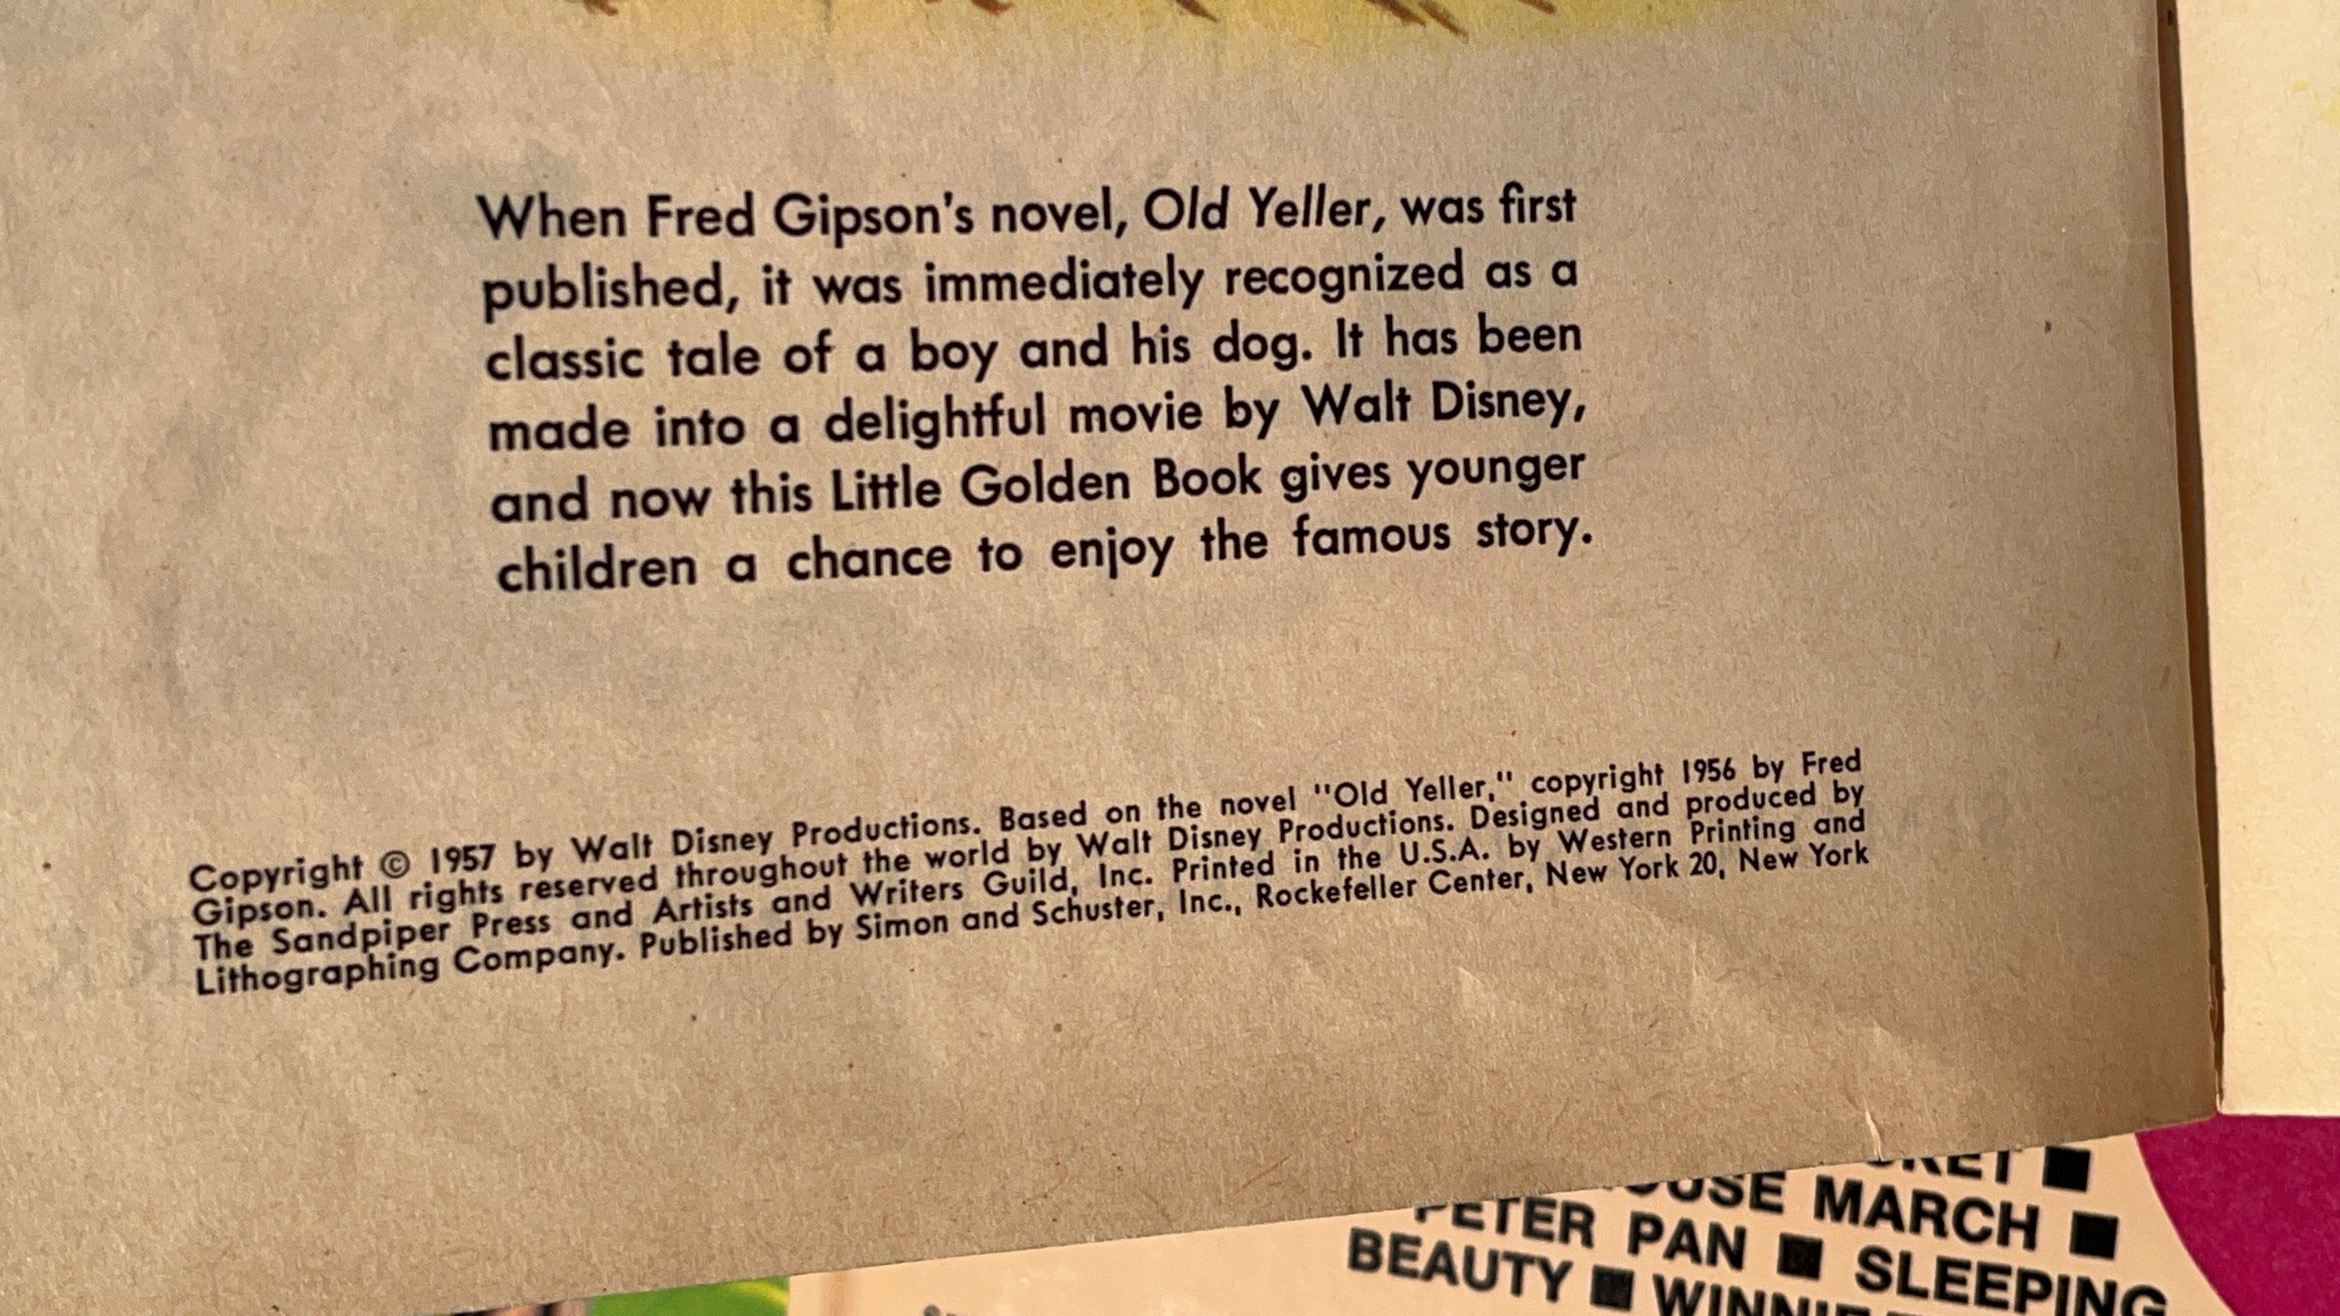 When Fred Gipson's novel, Old Yeller, was first
published, it was immediately recognized as a
classic tale of a boy and his dog. It has been
made into a delightful movie by Walt Disney,
and now this Little Golden Book gives younger
children a chance to enjoy the famous story.
Copyright © 1957 by Walt Disney Productions. Based on the novel "Old Yeller," copyright 1956 by Fred
Gipson. All rights reserved throughout the world by Walt Disney Productions. Designed and produced by
The Sandpiper Press and Artists and Writers Guild, Inc. Printed in the U.S.A. by Western Printing and
Lithographing Company. Published by Simon and Schuster, Inc., Rockefeller Center, New York 20, New York
MARCH ■
PETER PAN ■ SLEEPING
BEAUTY ■